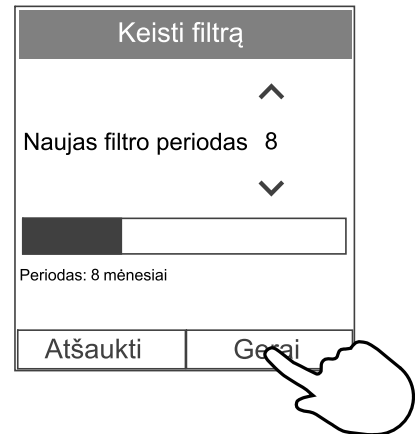 Keisti filtrą
Naujas filtro periodas 8
Periodas: 8 mėnesiai
Atšaukti Gerai